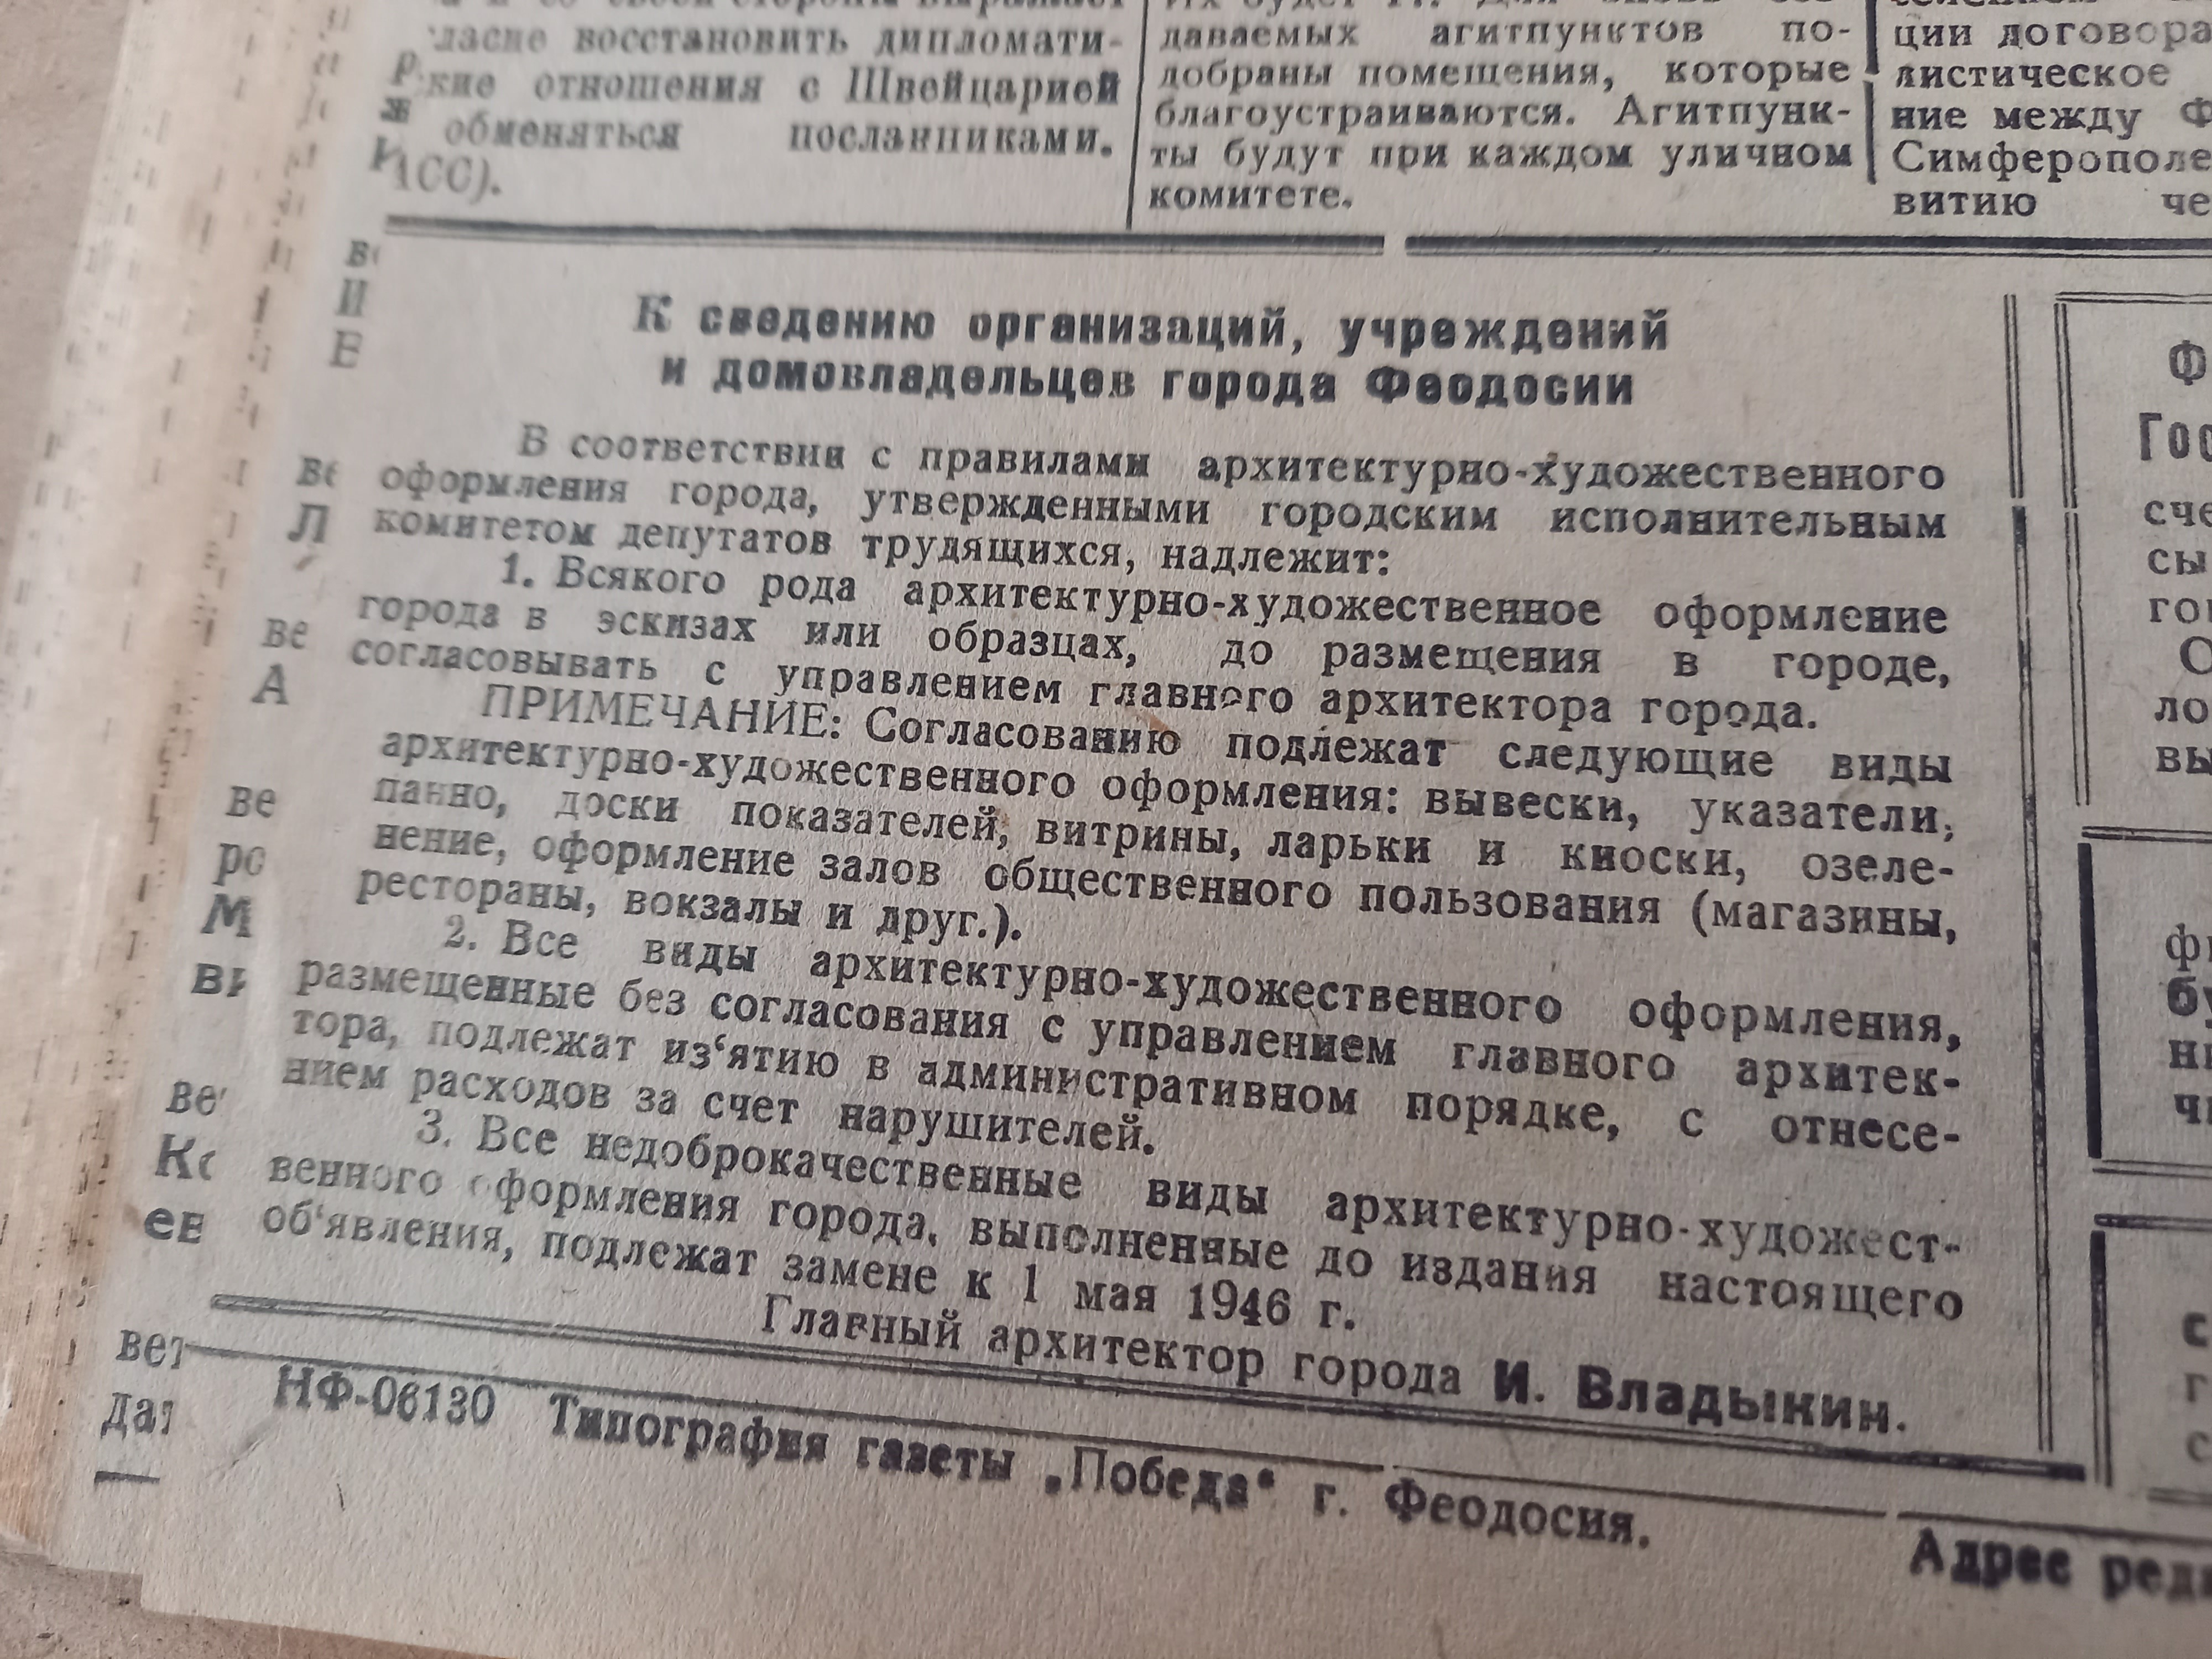 восстановить дипломати-
отношения с Швейцарией
обменяться посланниками.
даваемых агитпунктов по-
добраны помещения, которые
благоустраиваются. Агитпунк-
ты будут при каждом уличном
комитете.
ции договора
листическое
ние между Ф
Симферополе
витию че
К сведению организаций, учреждений
и домовладельцев города Феодосии
В соответствии с правилами архитектурно-художественного
оформления города, утвержденными городским исполнительным
комитетом депутатов трудящихся, надлежит:
1. Всякого рода архитектурно-художественное оформление
города в эскизах или образцах, до размещения в городе,
согласовывать с управлением главного архитектора города.
ПРИМЕЧАНИЕ: Согласованию подлежат следующие виды
архитектурно-художественного оформления: вывески, указатели,
панно, доски показателей, витрины, ларьки и киоски, озеле-
нение, оформление залов общественного пользования (магазины,
рестораны, вокзалы и друг.).
2. Все виды архитектурно-художественного оформления,
размещенные без согласования с управлением главного архитек-
тора, подлежат из‘ятию в административном порядке, с отнесе-
нием расходов за счет нарушителей.
3. Все недоброкачественные виды архитектурно-художест-
венного оформления города, выполненные до издания настоящего
об‘явления, подлежат замене к 1 мая 1946 г.
Главный архитектор города И. Владыкин.
НФ-06130 Типография газеты „Победа“ г. Феодосия.
Адрес ред